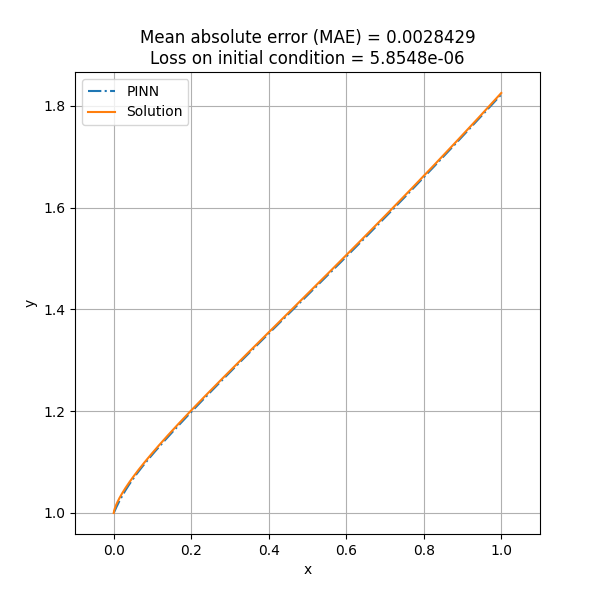 Mean absolute error (MAE) = 0.0028429
Loss on initial condition = 5.8548e-06
PINN
Solution
1.8
1.6
1.4
1.2
1.0
y
0.0 0.2 0.4 0.6 0.8 1.0
x